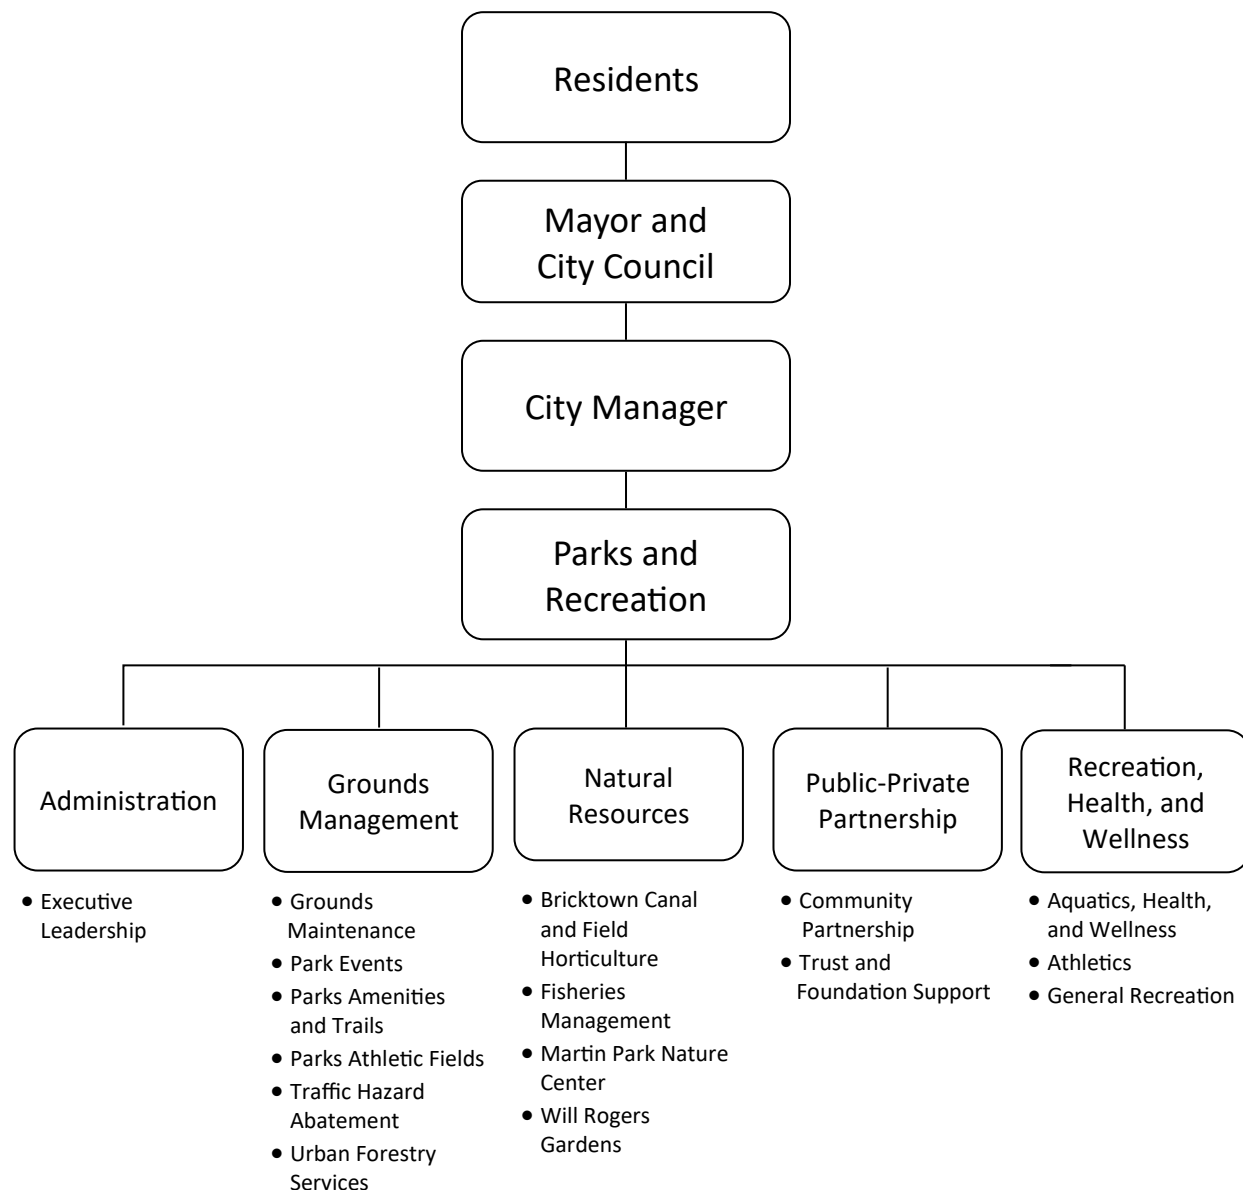 Residents
Mayor and
City Council
City Manager
Parks and
Recreation
Administration
• Executive
Leadership
Grounds
Management
• Grounds
Maintenance
• Park Events
• Parks Amenities
and Trails
• Parks Athletic Fields
• Traffic Hazard
Abatement
• Urban Forestry
Services
Natural
Resources
• Bricktown Canal
and Field
Horticulture
• Fisheries
Management
• Martin Park Nature
Center
• Will Rogers
Gardens
Public-Private
Partnership
• Community
Partnership
• Trust and
Foundation Support
Recreation,
Health, and
Wellness
• Aquatics, Health,
and Wellness
• Athletics
• General Recreation